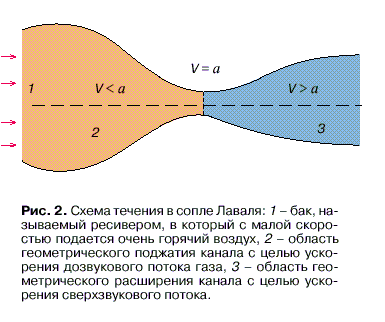 V = a
1
V < a
V > a
2
3
Рис. 2. Схема течения в сопле Лаваля: 1 – бак, на-
зываемый ресивером, в который с малой скоро-
стью подается очень горячий воздух, 2 – область
геометрического поджатия канала с целью уско-
рения дозвукового потока газа, 3 – область гео-
метрического расширения канала с целью уско-
рения сверхзвукового потока.